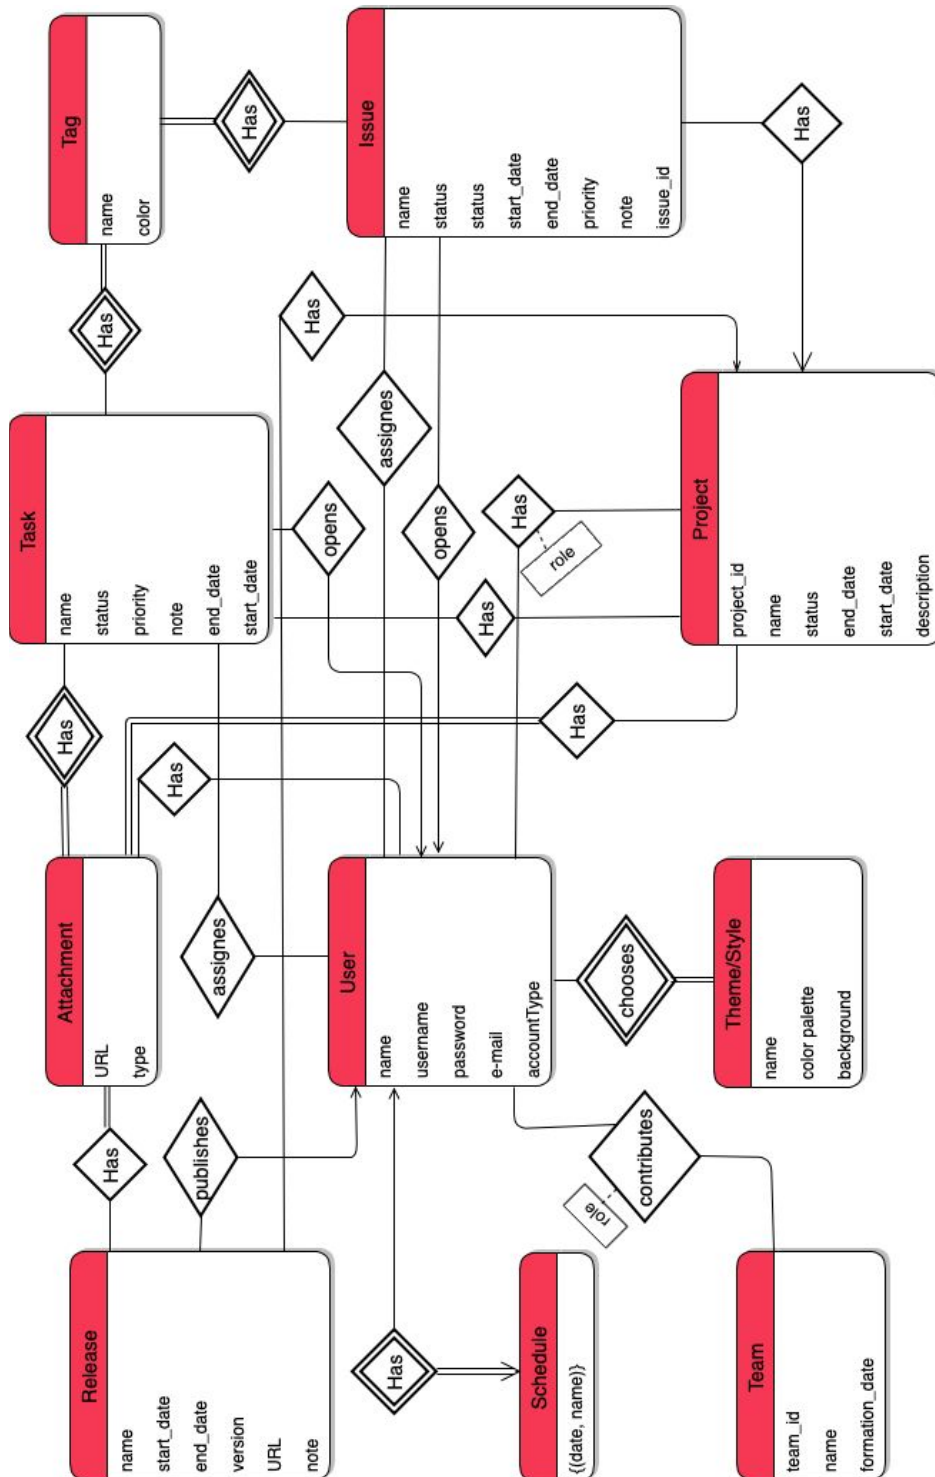 Release
name
start_date
end_date
version
URL
note
Has
Attachment
URL
type
Has
Task
name
status
priority
note
end_date
start_date
Has
Tag
name
color
publishes
assignes
Has
opens
Has
Has
Has
User
name
username
password
e-mail
accountType
assignes
opens
Issue
name
status
status
start_date
end_date
priority
note
issue_id
Schedule
{(date, name)}
Has
Has
Has
role
role
contributes
chooses
Has
Team
team_id
name
formation_date
Theme/Style
name
color palette
background
Project
project_id
name
status
end_date
start_date
description